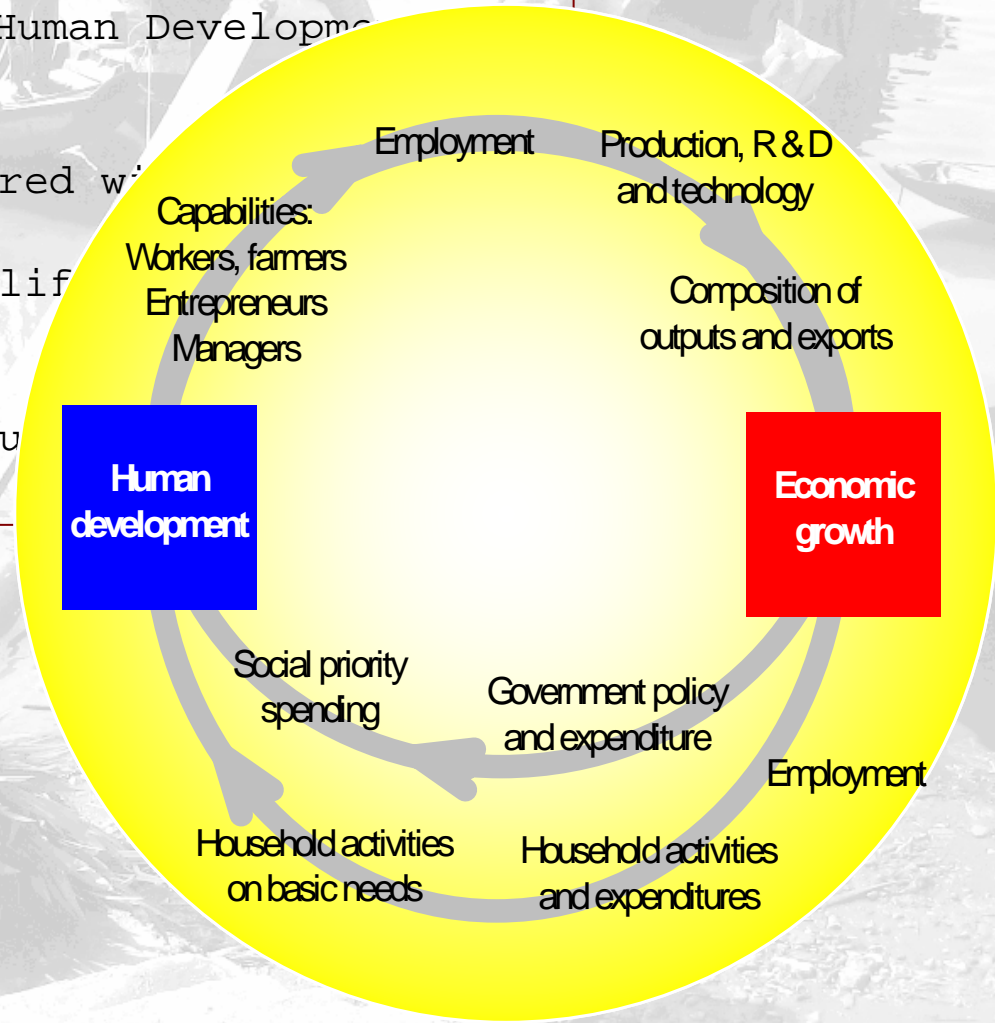 Human Developme
Employment
Production, R & D
and technology
red
Capabilities:
Workers, farmers
Entrepreneurs
Managers
lif
Composition of
outputs and exports
Human
development
Economic
growth
Social priority
spending
Government policy
and expenditure
Employment
Household activities
on basic needs
Household activities
and expenditures